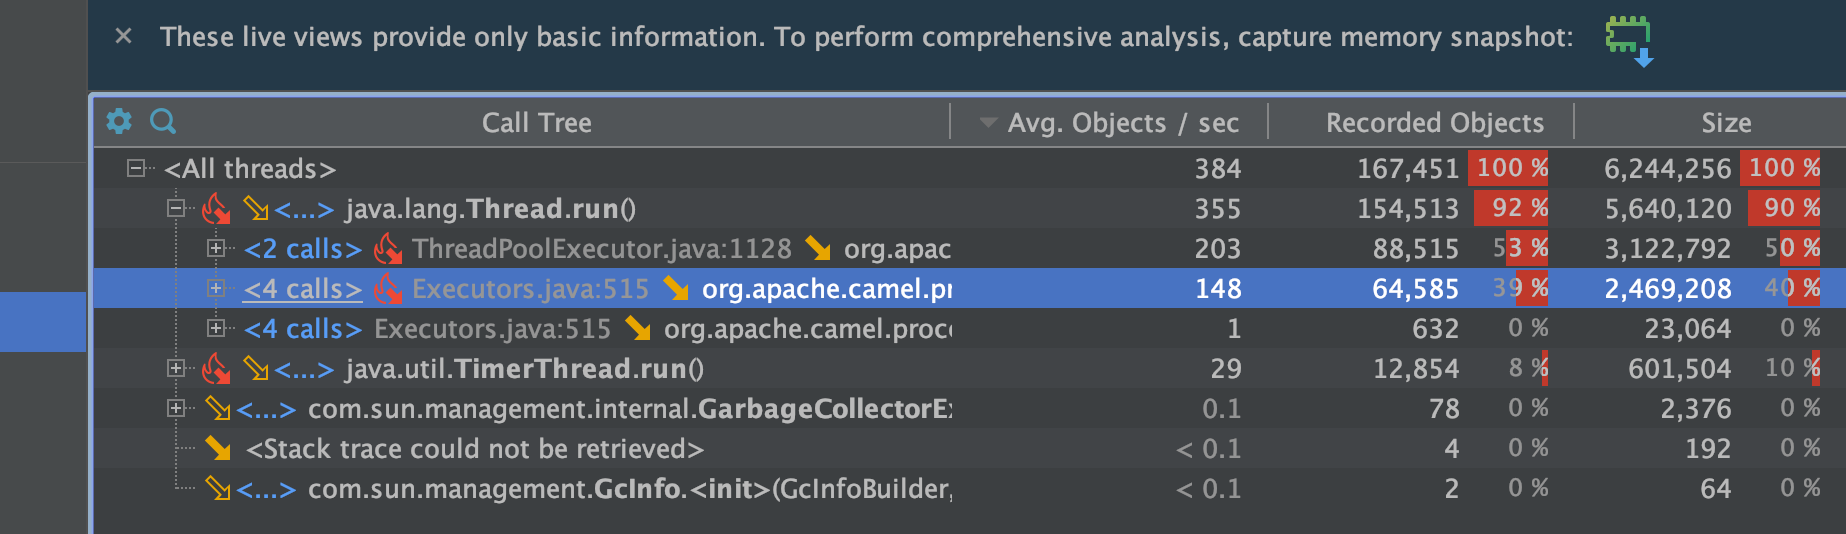 × These live views provide only basic information. To perform comprehensive analysis, capture memory snapshot:
Call Tree Avg. Objects / sec Recorded Objects Size
<All threads> 384 167,451 100 % 6,244,256 100 %
<...> java.lang.Thread.run() 355 154,513 92 % 5,640,120 90 %
<2 calls> ThreadPoolExecutor.java:1128 org.apac 203 88,515 53 % 3,122,792 50 %
<4 calls> Executors.java:515 org.apache.camel.pr 148 64,585 39 % 2,469,208 40 %
<4 calls> Executors.java:515 org.apache.camel.proc 1 632 0 % 23,064 0 %
<...> java.util.TimerThread.run() 29 12,854 8 % 601,504 10 %
<...> com.sun.management.internal.GarbageCollectorE 0.1 78 0 % 2,376 0 %
<Stack trace could not be retrieved> < 0.1 4 0 % 192 0 %
<...> com.sun.management.GcInfo.<init>(GcInfoBuilder, < 0.1 2 0 % 64 0 %